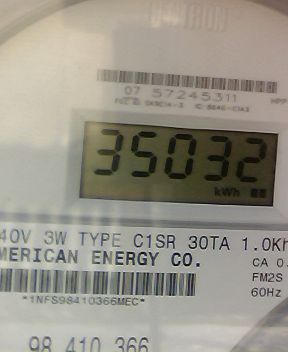 CENTRON
07 57245311
35032
kWh
40V 3W TYPE C1SR 30TA 1.0Kh
MERICAN ENERGY CO.
CA 0.
FM2S
60Hz
*1NFS98410366MEC*
98 410 366